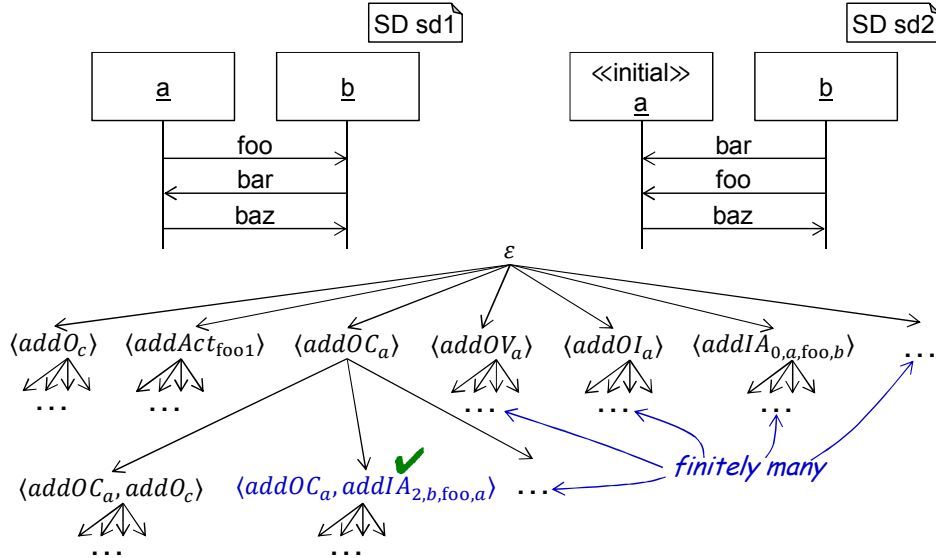 SD sd1
SD sd2
a
b
≪initial≫
a
b
foo
bar
baz
bar
foo
baz
ε
⟨addO_c⟩ ⟨addAct_foo1⟩ ⟨addOC_a⟩ ⟨addOV_a⟩ ⟨addOI_a⟩ ⟨addIA_0,a,foo,b⟩ ...
... ... ... ... ...
finitely many
⟨addOC_a, addO_c⟩ ⟨addOC_a, addIA_2,b,foo,a⟩ ...
... ...